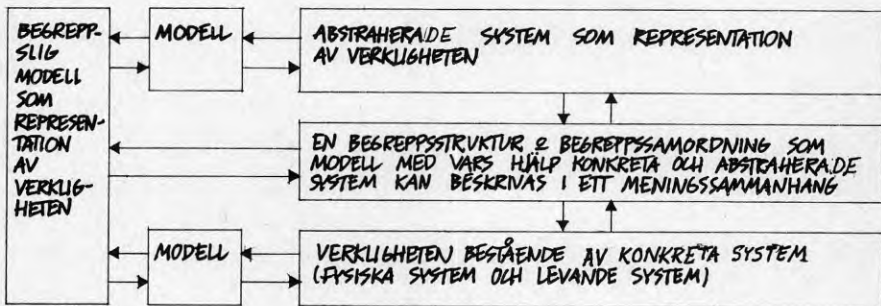 BEGREPP-
SLIG
MODELL
SOM
REPRESEN-
TATION
AV
VERKLIG-
HETEN
MODELL
ABSTRAHERADE SYSTEM SOM REPRESENTATION
AV VERKLIGHETEN
EN BEGREPPSSTRUKTUR & BEGREPPSSAMORDNING SOM
MODELL MED VARS HJÄLP KONKRETA OCH ABSTRAHERADE
SYSTEM KAN BESKRIVAS I ETT MENINGSSAMMANHANG
MODELL
VERKLIGHETEN BESTÅENDE AV KONKRETA SYSTEM
(FYSISKA SYSTEM OCH LEVANDE SYSTEM)